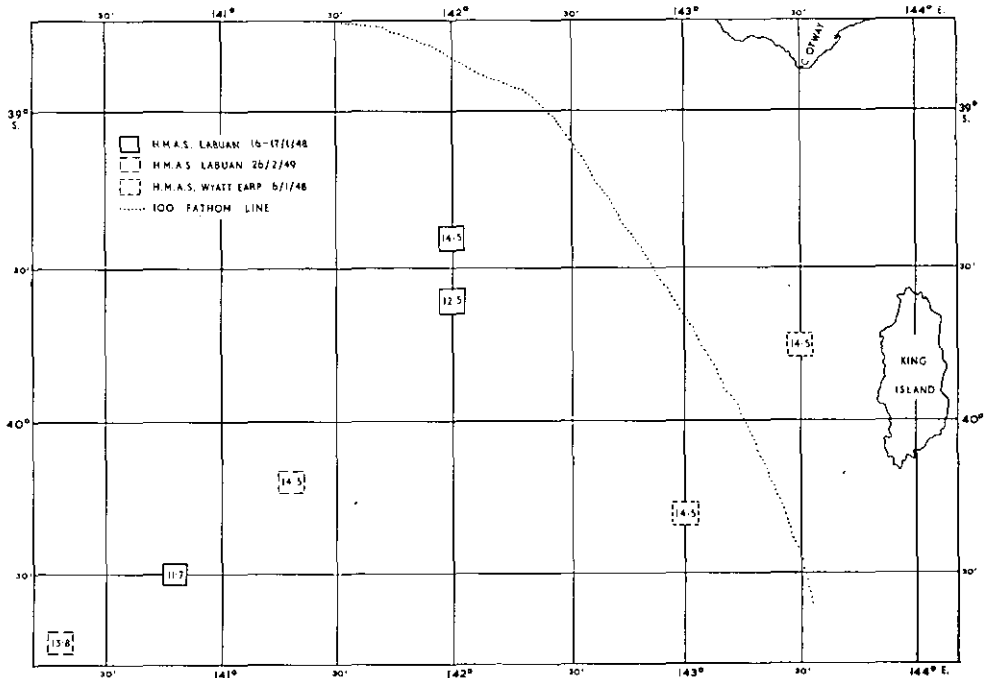 30' 141° 30' 142° 30' 143° 30' 144° E.
C. OTWAY
39° S. 39° S.
H.M.A.S. LABUAN 16-17/1/48
H.M.A.S. LABUAN 26/2/49
H.M.A.S. WYATT EARP 6/1/48
100 FATHOM LINE
14·5
30' 30'
12·5
14·5
KING
ISLAND
40° 40°
14·5
14·5
30' 11·7 30'
13·8
30' 141° 30' 142° 30' 143° 30' 144° E.